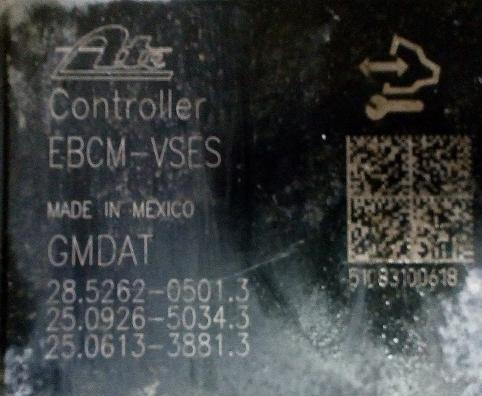 Ate
Controller
EBCM-VSES
MADE IN MEXICO
GMDAT
28.5262-0501.3
25.0926-5034.3
25.0613-3881.3
51083100618